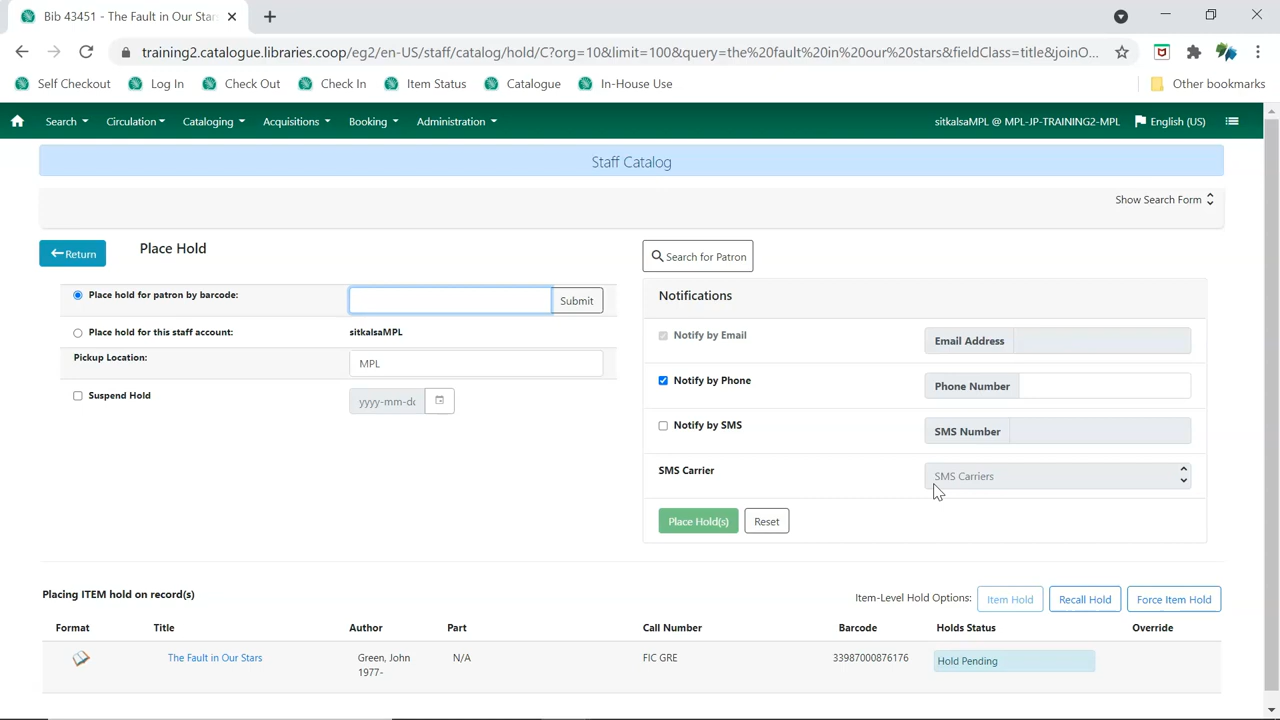 Bib 43451 - The Fault in Our Star
training2.catalogue.libraries.coop/eg2/en-US/staff/catalog/hold/C?org=10&limit=100&query=the%20fault%20in%20our%20stars&fieldClass=title&joinO...
Self Checkout Log In Check Out Check In Item Status Catalogue In-House Use Other bookmarks
Search Circulation Cataloging Acquisitions Booking Administration sitkalsaMPL @ MPL-JP-TRAINING2-MPL English (US)
Staff Catalog
Show Search Form
Return Place Hold
Search for Patron
Place hold for patron by barcode: Submit
Place hold for this staff account: sitkalsaMPL
Pickup Location: MPL
Suspend Hold yyyy-mm-dd
Notifications
Notify by Email Email Address
Notify by Phone Phone Number
Notify by SMS SMS Number
SMS Carrier SMS Carriers
Place Hold(s) Reset
Placing ITEM hold on record(s) Item-Level Hold Options: Item Hold Recall Hold Force Item Hold
Format Title Author Part Call Number Barcode Holds Status Override
The Fault in Our Stars Green, John N/A FIC GRE 33987000876176 Hold Pending
1977-